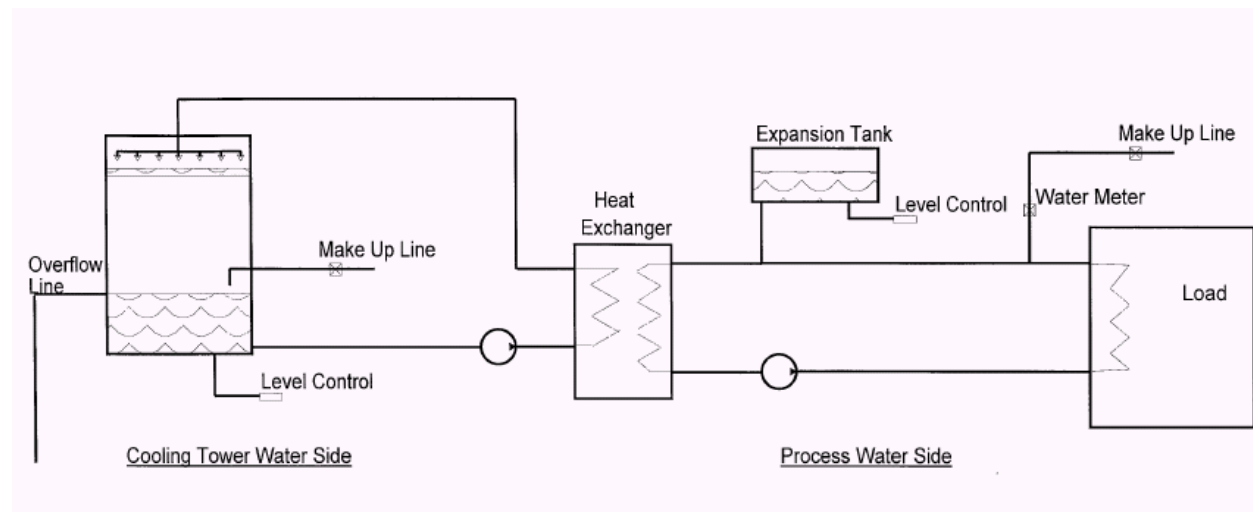 Expansion Tank
Make Up Line
Heat
Exchanger
Level Control
Water Meter
Make Up Line
Overflow
Line
Load
Level Control
Cooling Tower Water Side
Process Water Side